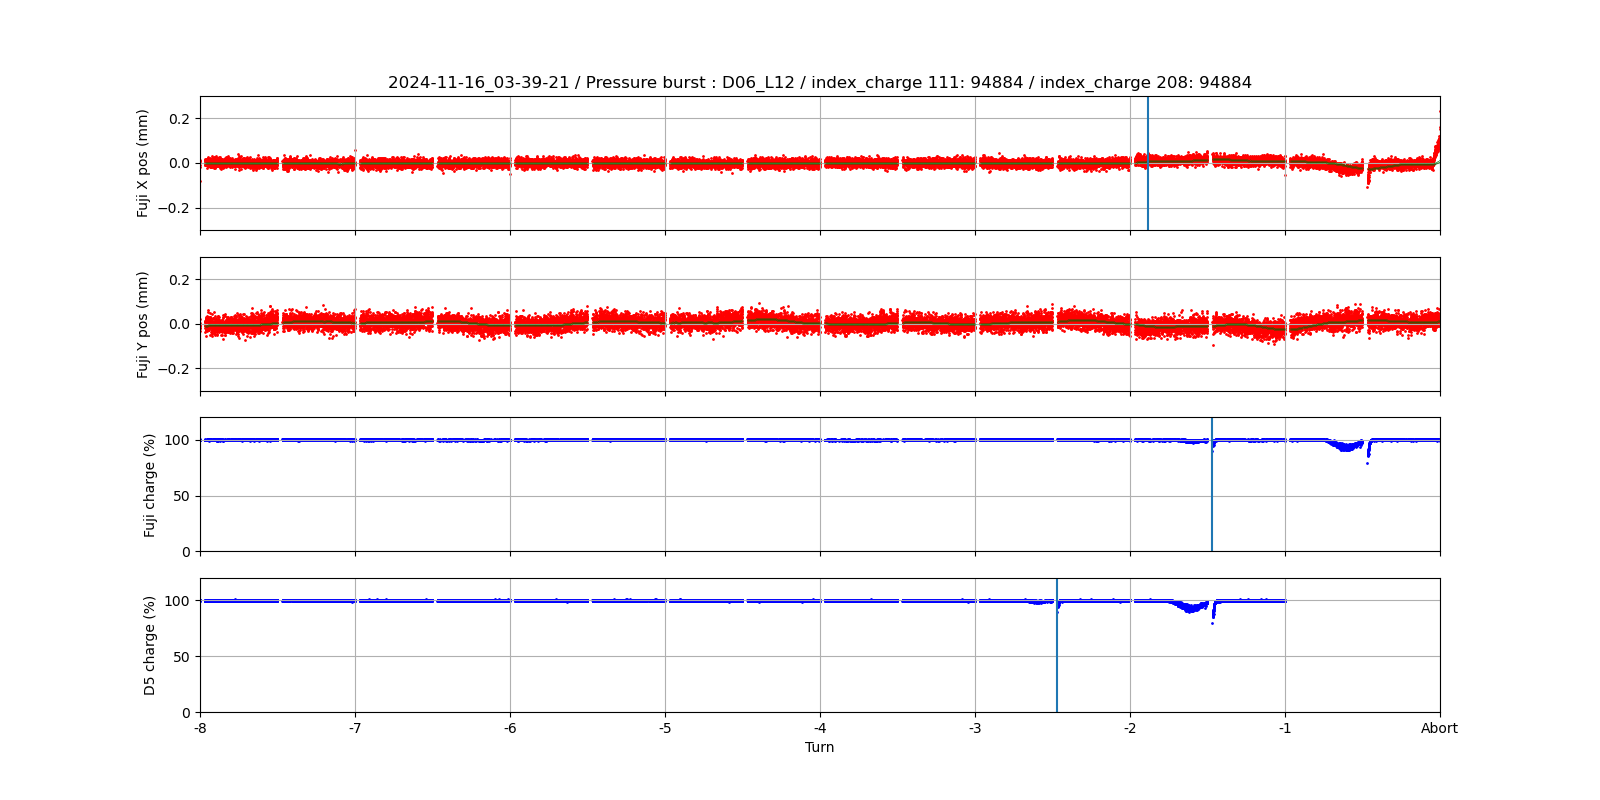 2024-11-16_03-39-21 / Pressure burst : D06_L12 / index_charge 111: 94884 / index_charge 208: 94884
Fuji X pos (mm)
0.2
0.0
−0.2
Fuji Y pos (mm)
0.2
0.0
−0.2
Fuji charge (%)
100
50
0
D5 charge (%)
100
50
0
-8 -7 -6 -5 -4 -3 -2 -1 Abort
Turn